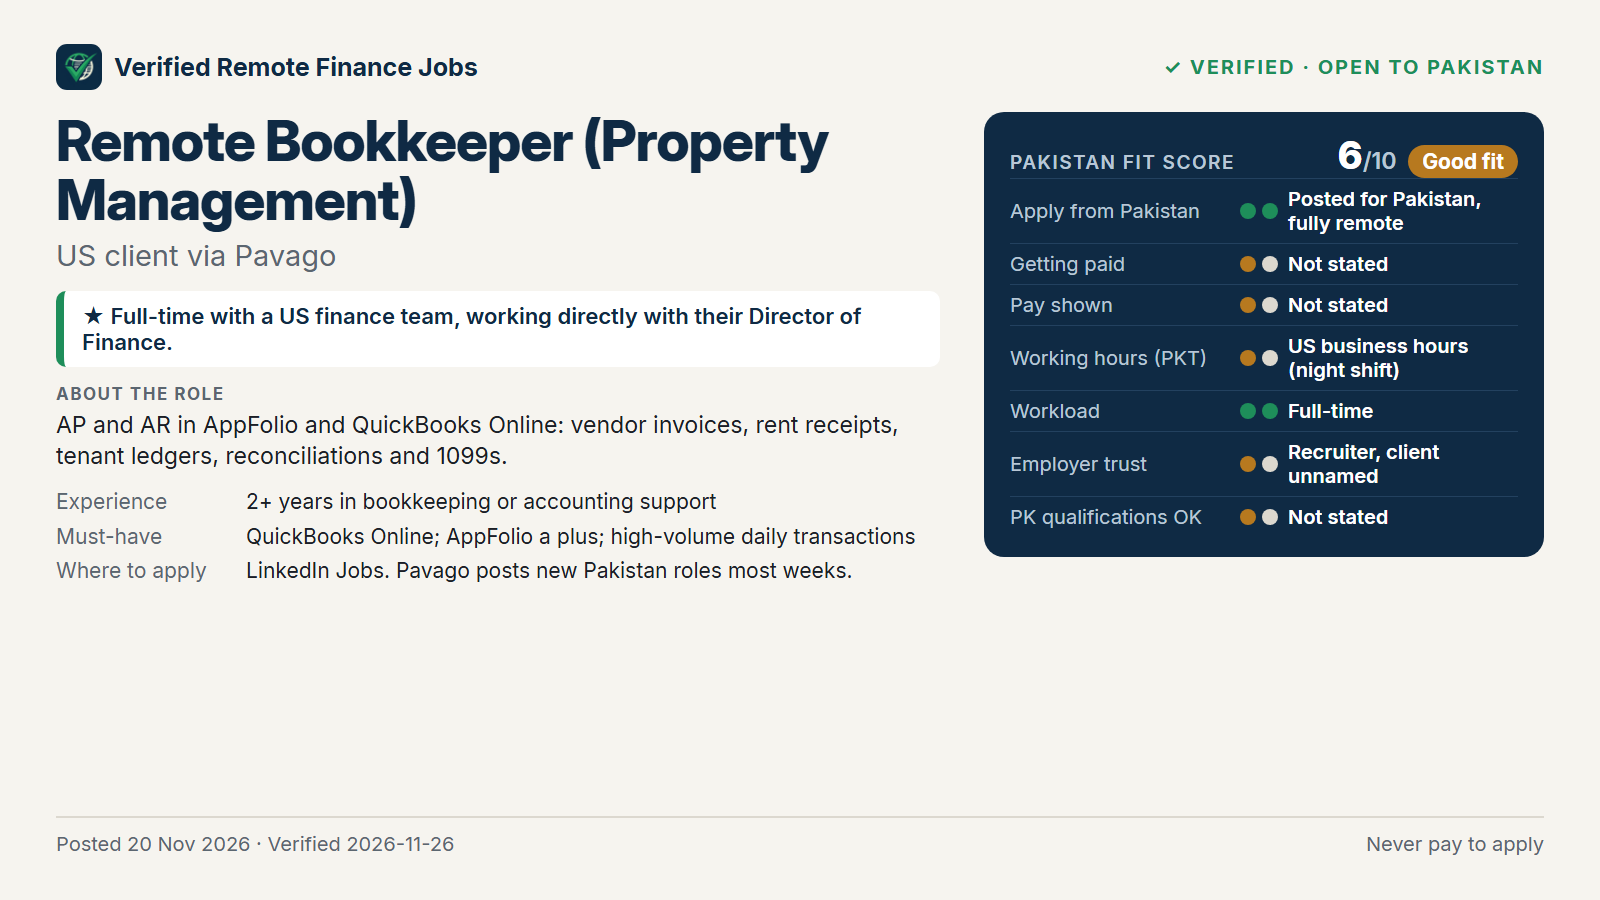 Verified Remote Finance Jobs
✓ VERIFIED · OPEN TO PAKISTAN
Remote Bookkeeper (Property
Management)
US client via Pavago
★ Full-time with a US finance team, working directly with their Director of
Finance.
ABOUT THE ROLE
AP and AR in AppFolio and QuickBooks Online: vendor invoices, rent receipts,
tenant ledgers, reconciliations and 1099s.
Experience 2+ years in bookkeeping or accounting support
Must-have QuickBooks Online; AppFolio a plus; high-volume daily transactions
Where to apply LinkedIn Jobs. Pavago posts new Pakistan roles most weeks.
PAKISTAN FIT SCORE 6/10 Good fit
Apply from Pakistan Posted for Pakistan,
fully remote
Getting paid Not stated
Pay shown Not stated
Working hours (PKT) US business hours
(night shift)
Workload Full-time
Employer trust Recruiter, client
unnamed
PK qualifications OK Not stated
Posted 20 Nov 2026 · Verified 2026-11-26
Never pay to apply